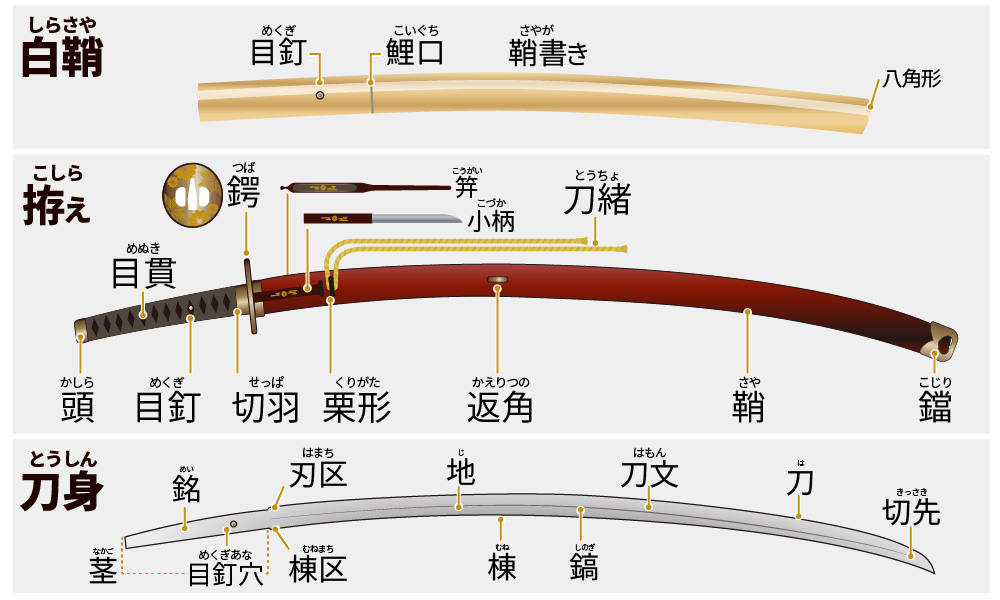 しらさや
白鞘
めくぎ
目釘
こいぐち
鯉口
さやが
鞘書き
八角形
こしら
拵え
つば
鍔
こうがい
笄
こづか
小柄
とうちょ
刀緒
めぬき
目貫
かしら
頭
めくぎ
目釘
せっぱ
切羽
くりがた
栗形
かえりつの
返角
さや
鞘
こじり
鐺
とうしん
刀身
めい
銘
はまち
刃区
じ
地
はもん
刀文
は
刀
きっさき
切先
なかご
茎
めくぎあな
目釘穴
むねまち
棟区
むね
棟
しのぎ
鎬